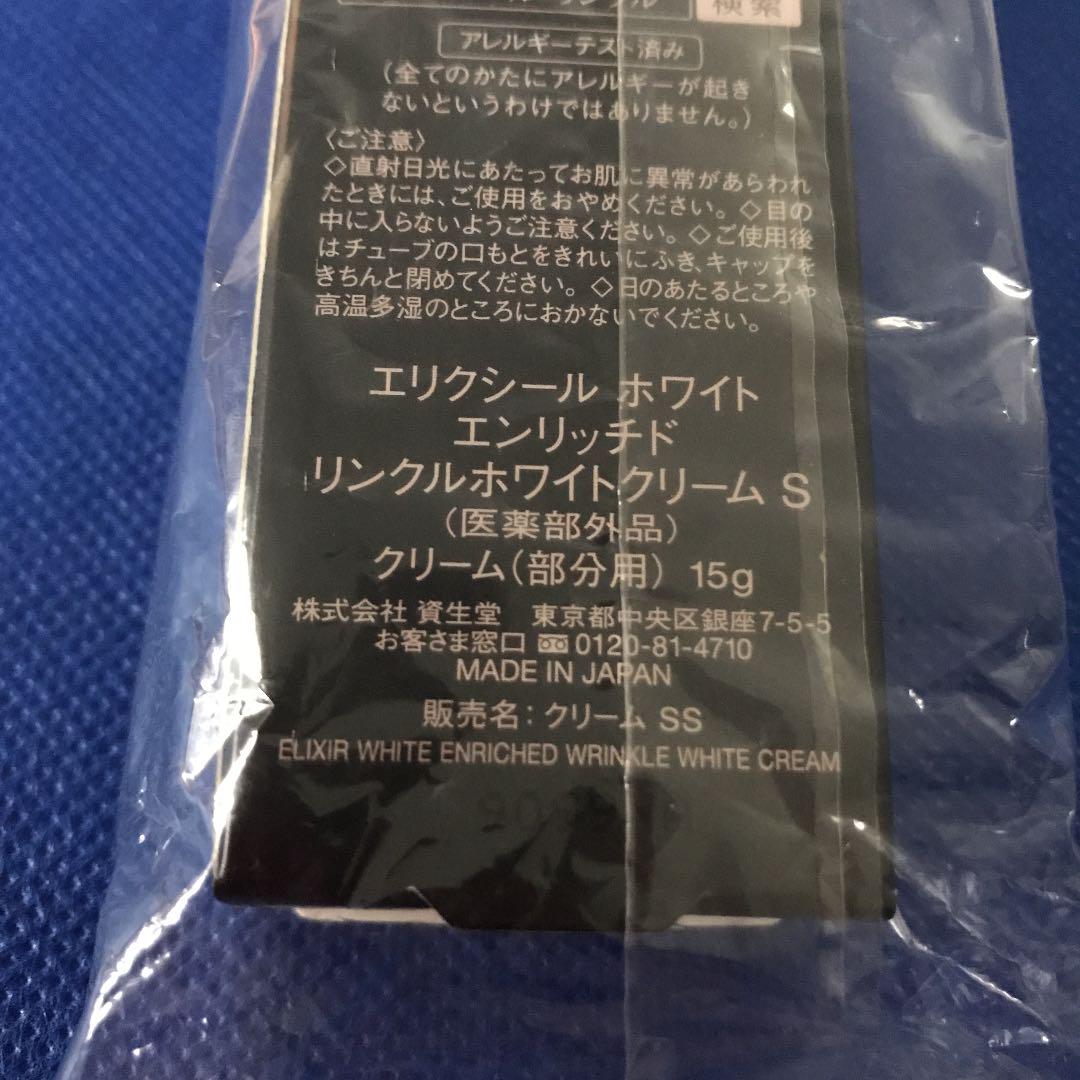 検索
アレルギーテスト済み
(全てのかたにアレルギーが起き
ないというわけではありません。)
〈ご注意〉
◇直射日光にあたってお肌に異常があらわれ
たときには、ご使用をおやめください。◇目の
中に入らないようご注意ください。◇ご使用後
はチューブの口もとをきれいにふき、キャップを
きちんと閉めてください。◇日のあたるところや
高温多湿のところにおかないでください。
エリクシール ホワイト
エンリッチド
リンクルホワイトクリーム S
(医薬部外品)
クリーム(部分用) 15g
株式会社 資生堂 東京都中央区銀座7-5-5
お客さま窓口 0120-81-4710
MADE IN JAPAN
販売名：クリーム SS
ELIXIR WHITE ENRICHED WRINKLE WHITE CREAM